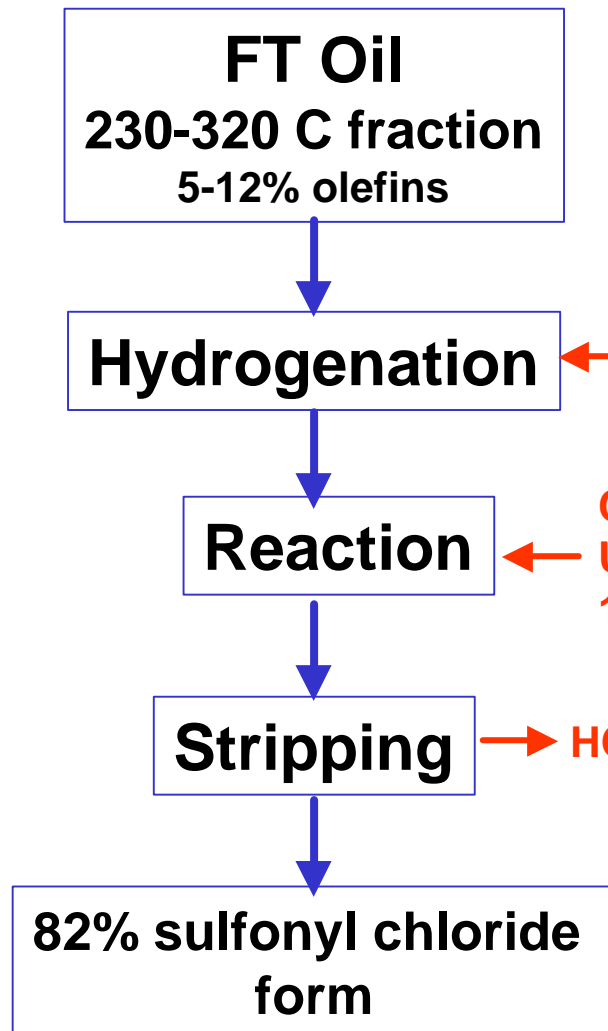 FT Oil
230-320 C fraction
5-12% olefins
Hydrogenation
Reaction
Stripping
82% sulfonyl chloride
form